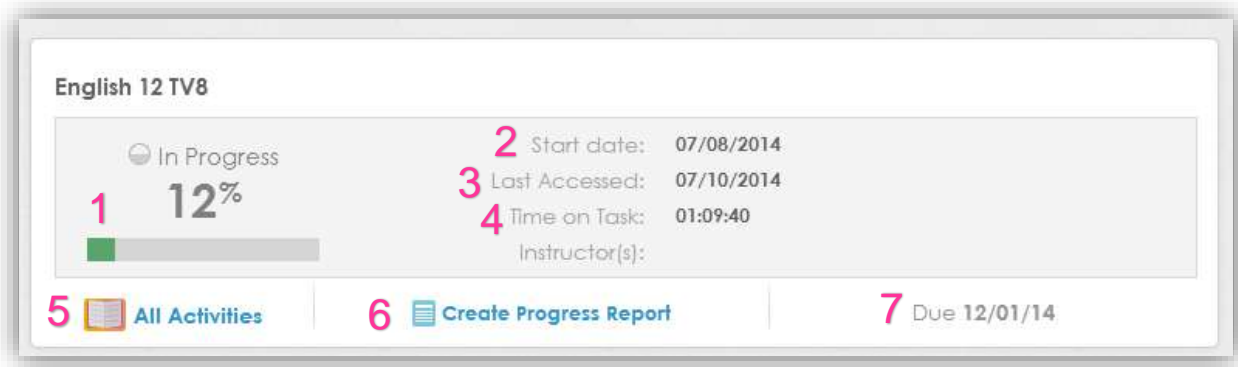 English 12 TV8
In Progress
12%
1
2 Start date: 07/08/2014
3 Last Accessed: 07/10/2014
4 Time on Task: 01:09:40
Instructor(s):
5 All Activities
6 Create Progress Report
7 Due 12/01/14